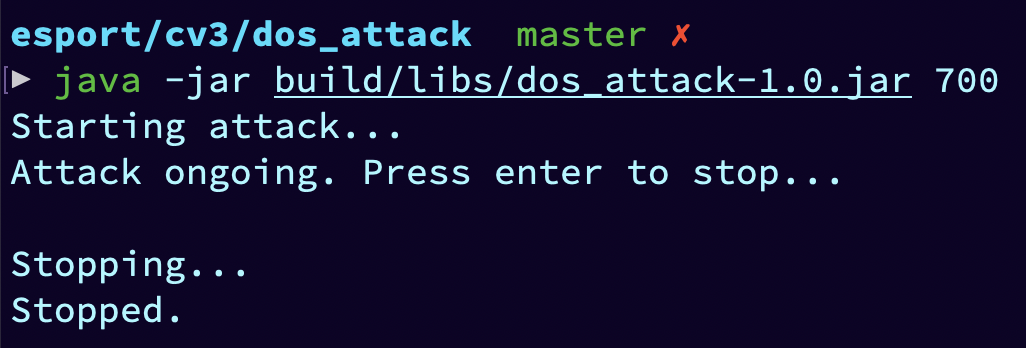 esport/cv3/dos_attack master ✗
[▶ java -jar build/libs/dos_attack-1.0.jar 700
Starting attack...
Attack ongoing. Press enter to stop...
Stopping...
Stopped.